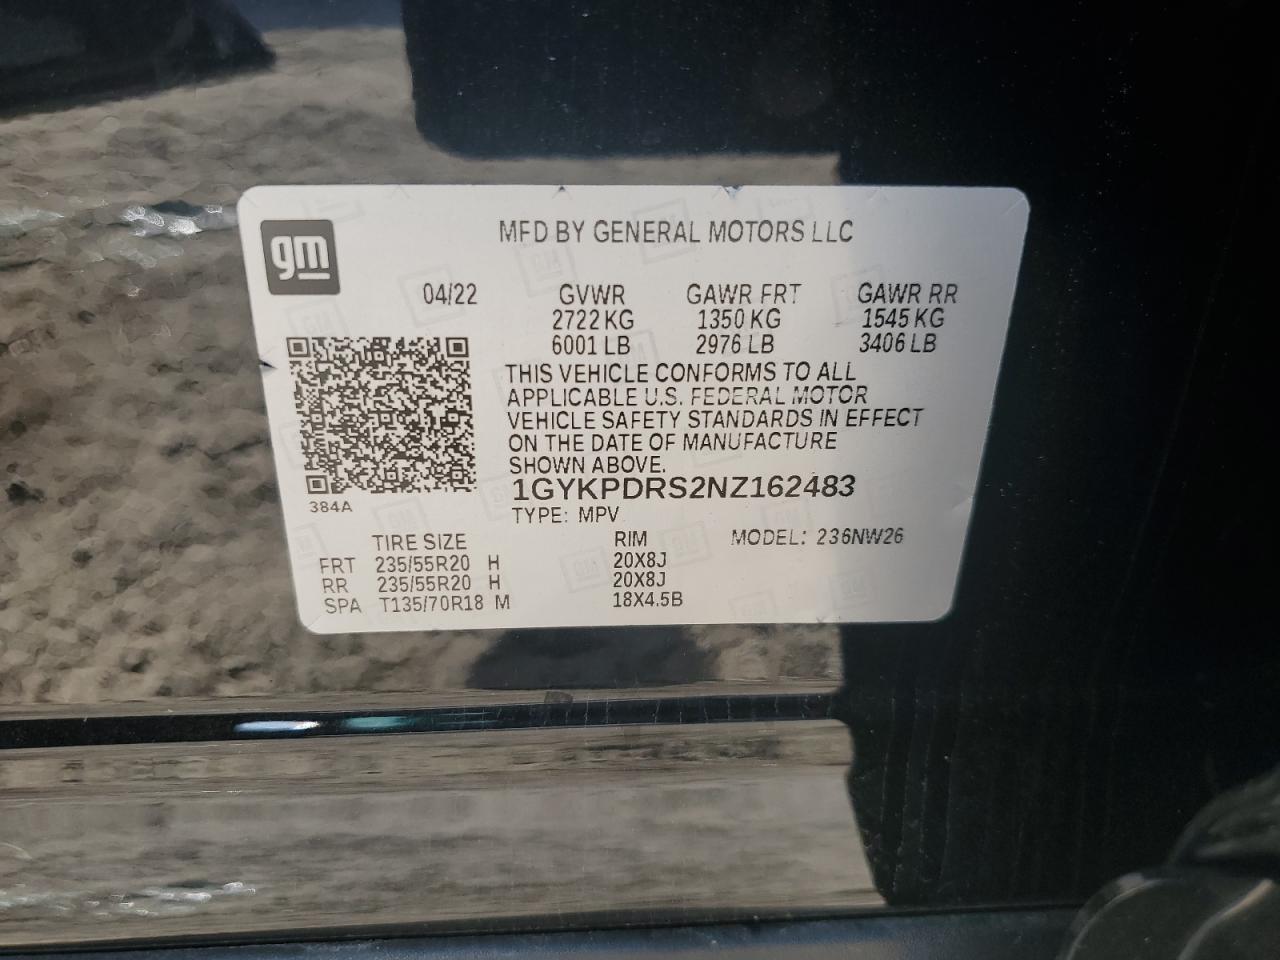 gm
MFD BY GENERAL MOTORS LLC
04/22
GVWR GAWR FRT GAWR RR
2722 KG 1350 KG 1545 KG
6001 LB 2976 LB 3406 LB
THIS VEHICLE CONFORMS TO ALL
APPLICABLE U.S. FEDERAL MOTOR
VEHICLE SAFETY STANDARDS IN EFFECT
ON THE DATE OF MANUFACTURE
SHOWN ABOVE.
1GYKPDRS2NZ162483
384A
TYPE: MPV
TIRE SIZE RIM MODEL: 236NW26
FRT 235/55R20 H 20X8J
RR 235/55R20 H 20X8J
SPA T135/70R18 M 18X4.5B